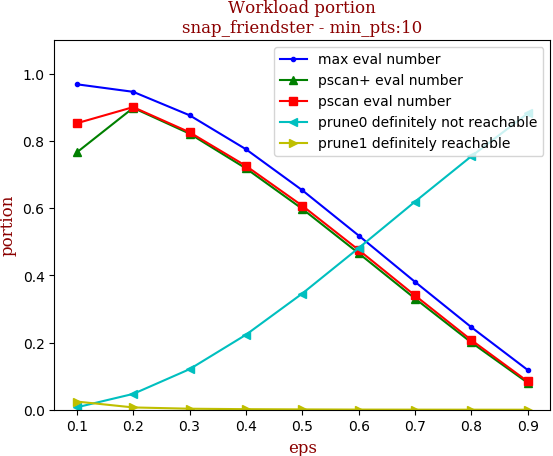 Workload portion
snap_friendster - min_pts:10
max eval number
pscan+ eval number
pscan eval number
prune0 definitely not reachable
prune1 definitely reachable
portion
1.0
0.8
0.6
0.4
0.2
0.0
0.1 0.2 0.3 0.4 0.5 0.6 0.7 0.8 0.9
eps